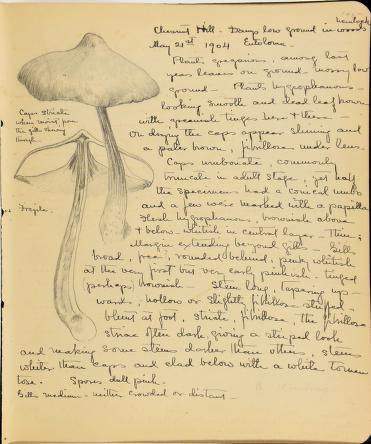 hemlock
Chestnut Hill - Damp low ground in woods
May 21st 1904 Entoloma.
Plants gregarious, among last
years leaves on ground - mossy low
ground - Plants hygrophanous -
looking smooth and dead leaf brown
with greenish tinges here & there -
On drying the caps appear shining and
a paler brown, fibrillose under lens.
Caps umbonate, commonly
truncate in adult stage, yet half
the specimens had a conical umbo
and a few were marked with a papilla
Flesh hygrophanous, brownish above
& below - whitish in central layer - Thin;
Margin extending beyond gills - Gills
broad, free, rounded behind, pinky whitish
at the very first but very early pinkish - tinged
(perhaps) brownish - Stem long, tapering up-
wards, hollow or slightly fibrillose stuffed -
blunt at foot, striate, fibrillose, the fibrillose
striae often dark, giving a striped look
and making some stems darker than others, stems
whiter than caps and clad below with a white tomen
tose. Spores dull pink.
Gills medium - neither crowded or distant -
Caps striate
when moist, from
the gills showing
through.
Fragile.